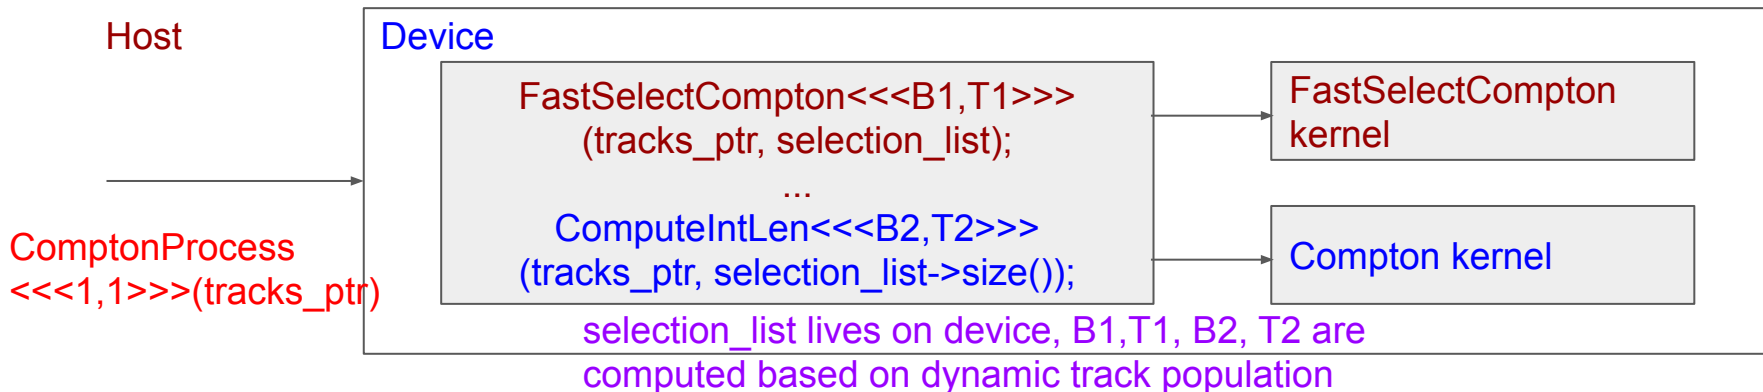 Host
Device
FastSelectCompton<<<B1,T1>>>
(tracks_ptr, selection_list);
...
ComputeIntLen<<<B2,T2>>>
(tracks_ptr, selection_list->size());
FastSelectCompton
kernel
Compton kernel
ComptonProcess
<<<1,1>>>(tracks_ptr)
selection_list lives on device, B1,T1, B2, T2 are
computed based on dynamic track population